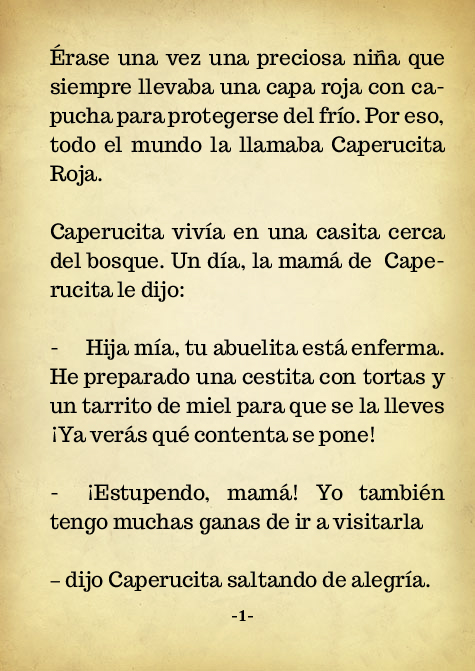 Érase una vez una preciosa niña que
siempre llevaba una capa roja con ca-
pucha para protegerse del frío. Por eso,
todo el mundo la llamaba Caperucita
Roja.
Caperucita vivía en una casita cerca
del bosque. Un día, la mamá de Cape-
rucita le dijo:
- Hija mía, tu abuelita está enferma.
He preparado una cestita con tortas y
un tarrito de miel para que se la lleves
¡Ya verás qué contenta se pone!
- ¡Estupendo, mamá! Yo también
tengo muchas ganas de ir a visitarla
– dijo Caperucita saltando de alegría.
-1-